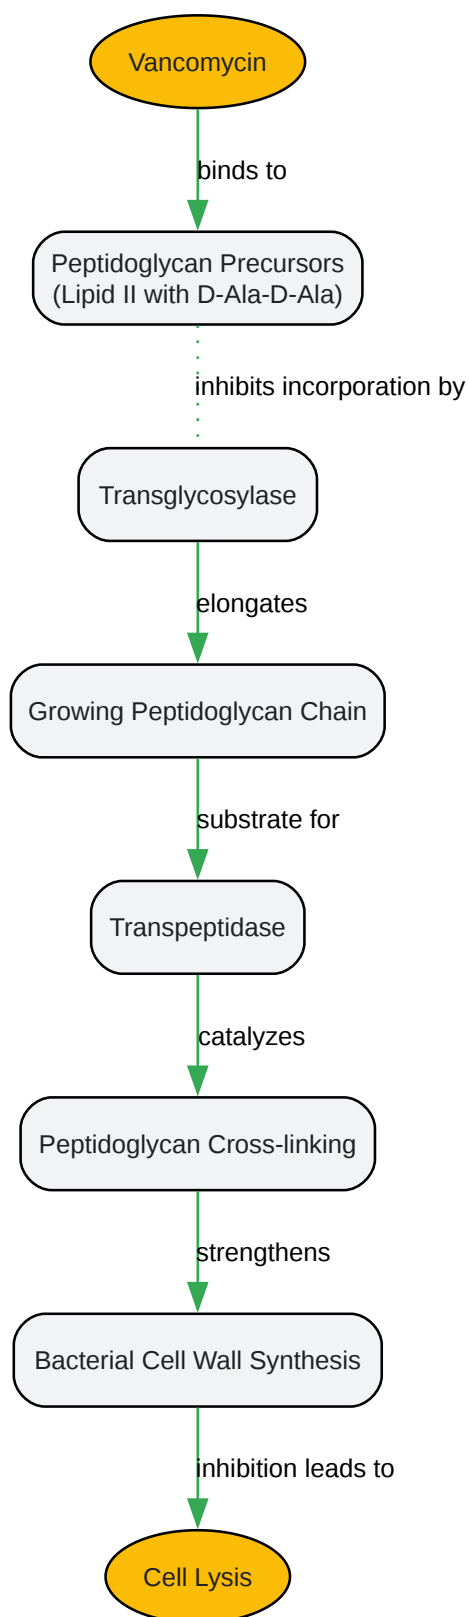 Vancomycin
binds to
Peptidoglycan Precursors
(Lipid II with D-Ala-D-Ala)
inhibits incorporation by
Transglycosylase
elongates
Growing Peptidoglycan Chain
substrate for
Transpeptidase
catalyzes
Peptidoglycan Cross-linking
strengthens
Bacterial Cell Wall Synthesis
inhibition leads to
Cell Lysis